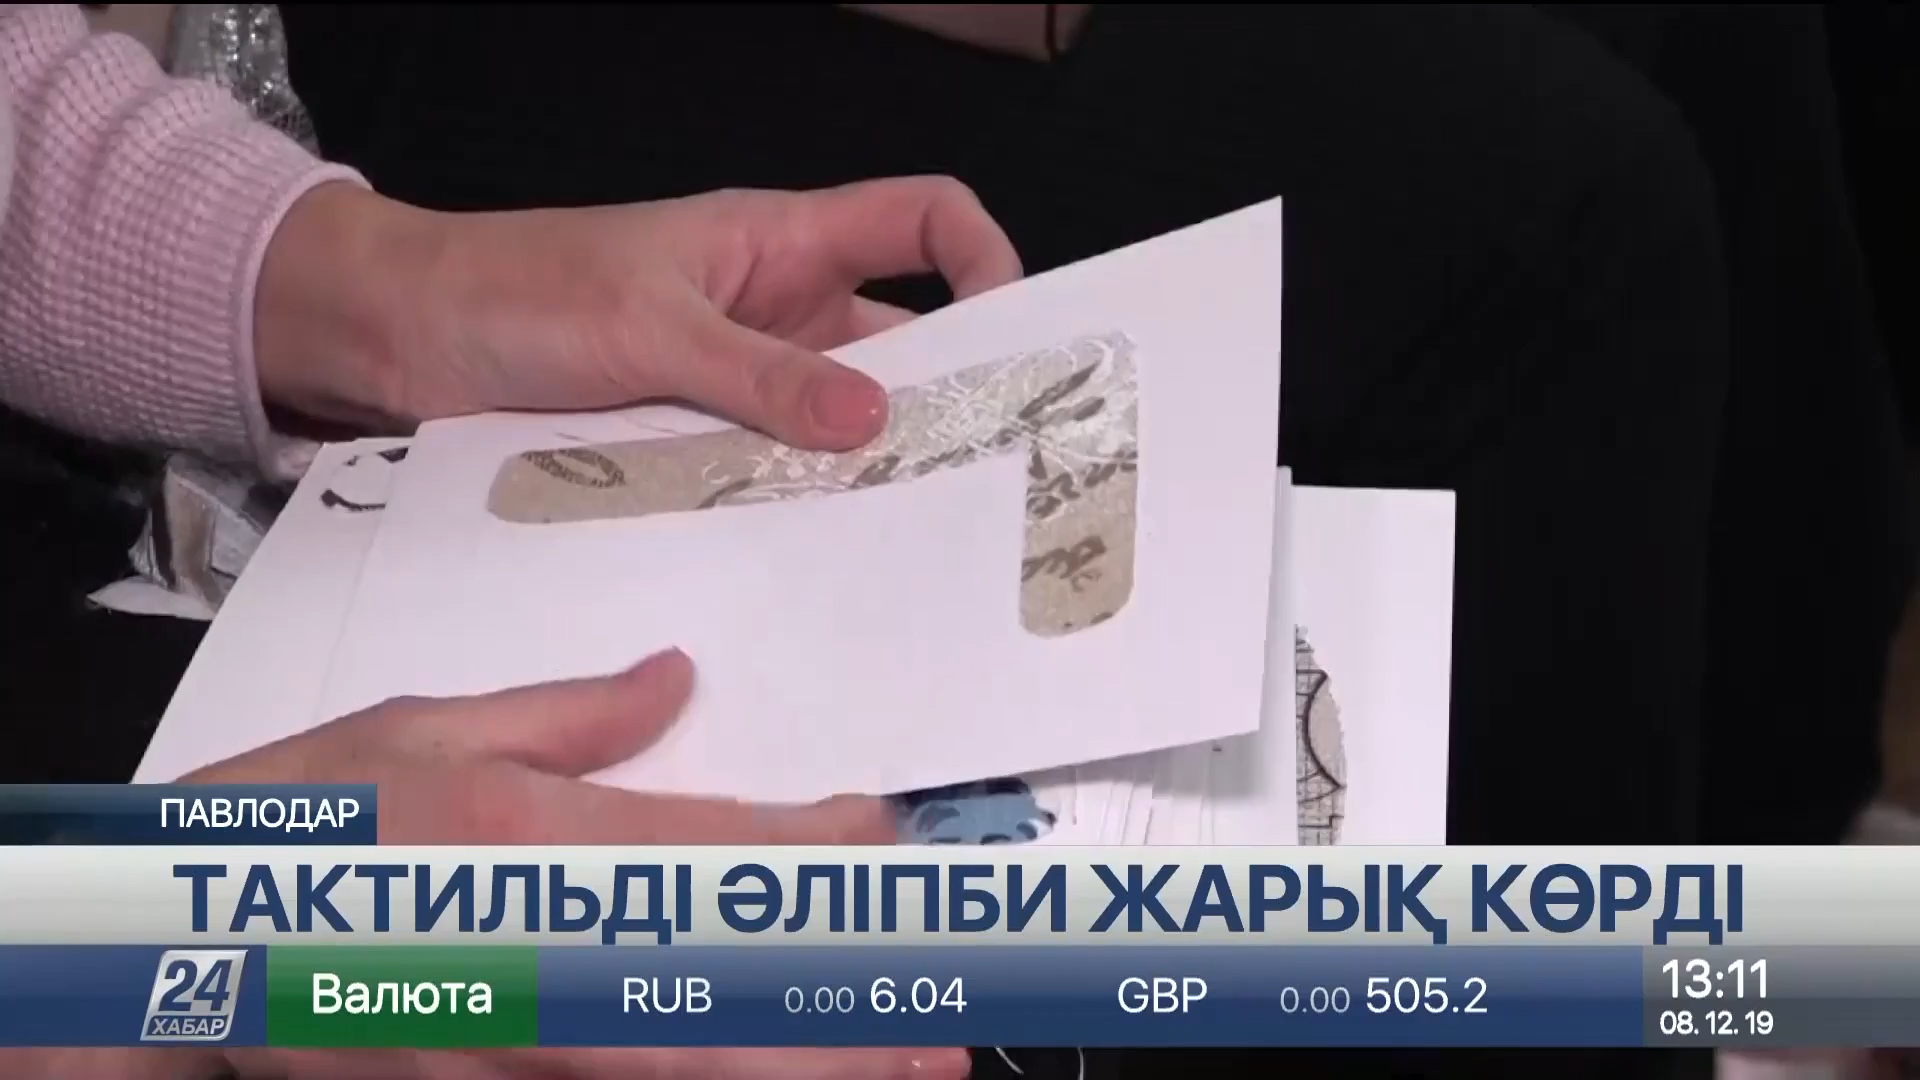 ПАВЛОДАР
ТАКТИЛЬДІ ӘЛІПБИ ЖАРЫҚ КӨРДІ
24 ХАБАР
Валюта RUB 0.00 6.04 GBP 0.00 505.2
13:11
08. 12. 19